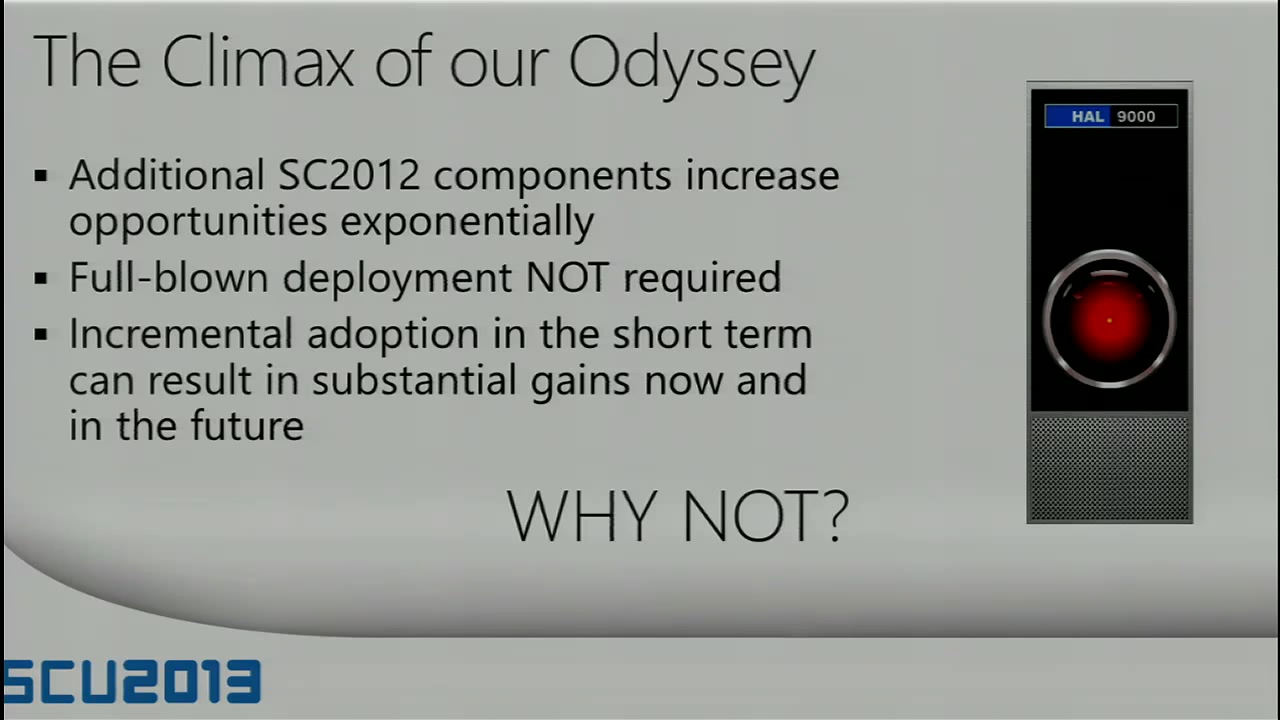 The Climax of our Odyssey
HAL 9000
▪ Additional SC2012 components increase
opportunities exponentially
▪ Full-blown deployment NOT required
▪ Incremental adoption in the short term
can result in substantial gains now and
in the future
WHY NOT?
SCU2013